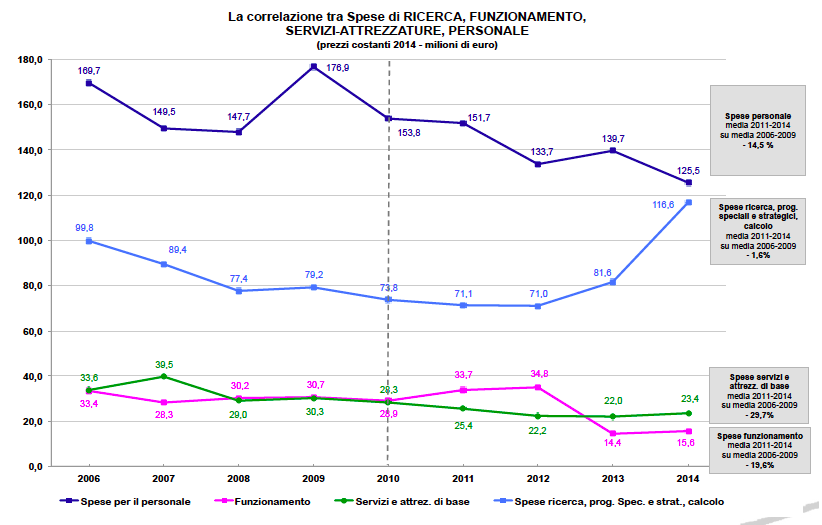 La correlazione tra Spese di RICERCA, FUNZIONAMENTO,
SERVIZI-ATTREZZATURE, PERSONALE
(prezzi costanti 2014 - milioni di euro)
180,0
160,0
140,0
120,0
100,0
80,0
60,0
40,0
20,0
0,0
169,7
149,5
147,7
176,9
153,8
151,7
133,7
139,7
125,5
99,8
89,4
77,4
79,2
73,8
71,1
71,0
81,6
116,6
33,6
39,5
29,0
30,3
28,3
25,4
22,2
22,0
23,4
33,4
28,3
30,2
30,7
28,9
33,7
34,8
14,4
15,6
2006
2007
2008
2009
2010
2011
2012
2013
2014
Spese personale
media 2011-2014
su media 2006-2009
- 14,5 %
Spese ricerca, prog.
speciali e strategici,
calcolo
media 2011-2014
su media 2006-2009
- 1,6%
Spese servizi e
attrezz. di base
media 2011-2014
su media 2006-2009
- 29,7%
Spese funzionamento
media 2011-2014
su media 2006-2009
- 19,6%
Spese per il personale
Funzionamento
Servizi e attrez. di base
Spese ricerca, prog. Spec. e strat., calcolo